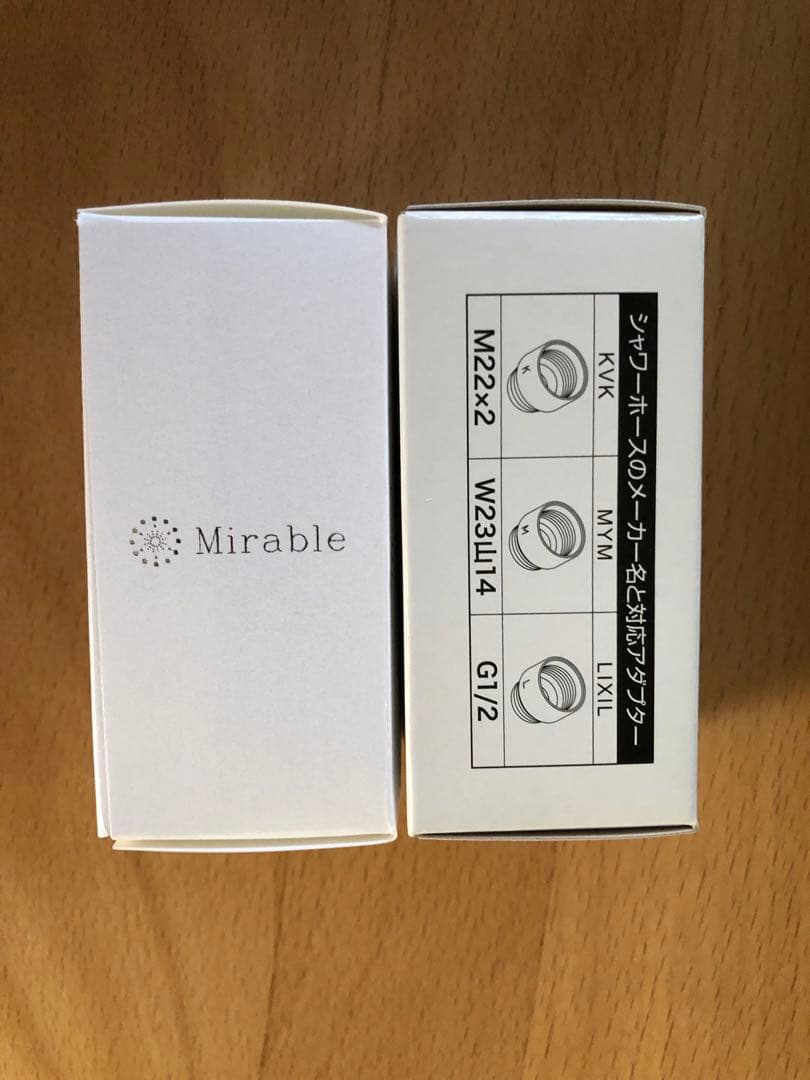 Mirable
シャワーホースのメーカー名と対応アダプター
KVK MYM LIXIL
K M L
M22×2 W23山14 G1/2